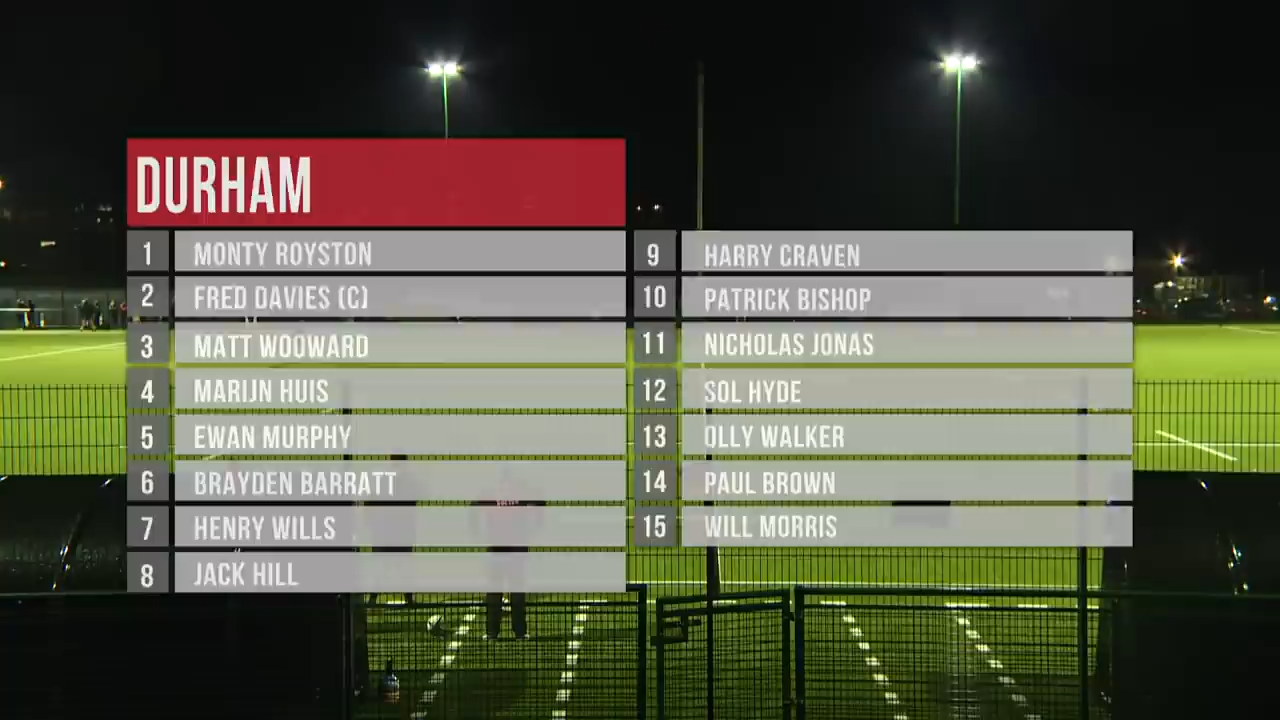 DURHAM
1 MONTY ROYSTON
2 FRED DAVIES (C)
3 MATT WOOWARD
4 MARIJN HUIS
5 EWAN MURPHY
6 BRAYDEN BARRATT
7 HENRY WILLS
8 JACK HILL
9 HARRY CRAVEN
10 PATRICK BISHOP
11 NICHOLAS JONAS
12 SOL HYDE
13 OLLY WALKER
14 PAUL BROWN
15 WILL MORRIS